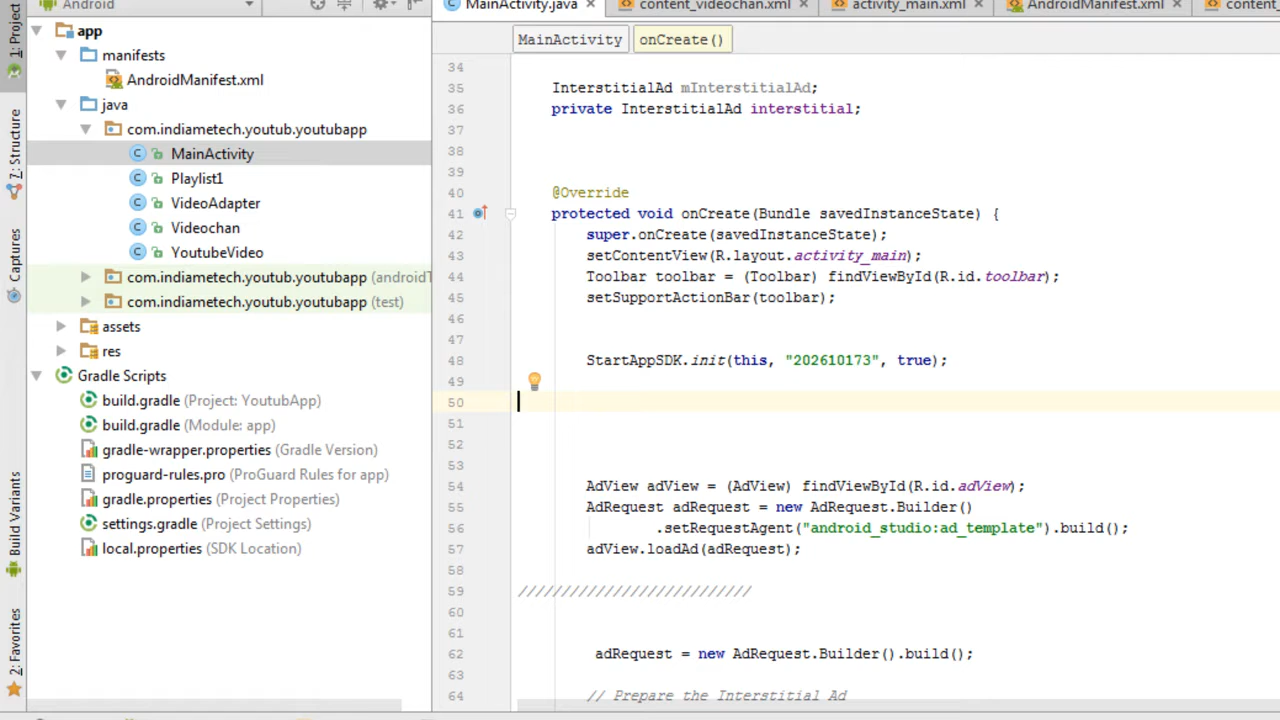 Android
MainActivity.java
content_videochan.xml
activity_main.xml
AndroidManifest.xml
content_
1: Project
7: Structure
Captures
Build Variants
2: Favorites
app
manifests
AndroidManifest.xml
java
com.indiametech.youtub.youtubapp
MainActivity
Playlist1
VideoAdapter
Videochan
YoutubeVideo
com.indiametech.youtub.youtubapp (androidT
com.indiametech.youtub.youtubapp (test)
assets
res
Gradle Scripts
build.gradle (Project: YoutubApp)
build.gradle (Module: app)
gradle-wrapper.properties (Gradle Version)
proguard-rules.pro (ProGuard Rules for app)
gradle.properties (Project Properties)
settings.gradle (Project Settings)
local.properties (SDK Location)
MainActivity onCreate()
34
35 InterstitialAd mInterstitialAd;
36 private InterstitialAd interstitial;
37
38
39
40 @Override
41 protected void onCreate(Bundle savedInstanceState) {
42 super.onCreate(savedInstanceState);
43 setContentView(R.layout.activity_main);
44 Toolbar toolbar = (Toolbar) findViewById(R.id.toolbar);
45 setSupportActionBar(toolbar);
46
47
48 StartAppSDK.init(this, "202610173", true);
49
50
51
52
53
54 AdView adView = (AdView) findViewById(R.id.adView);
55 AdRequest adRequest = new AdRequest.Builder()
56 .setRequestAgent("android_studio:ad_template").build();
57 adView.loadAd(adRequest);
58
59 ///////////////////////////
60
61
62 adRequest = new AdRequest.Builder().build();
63
64 // Prepare the Interstitial Ad